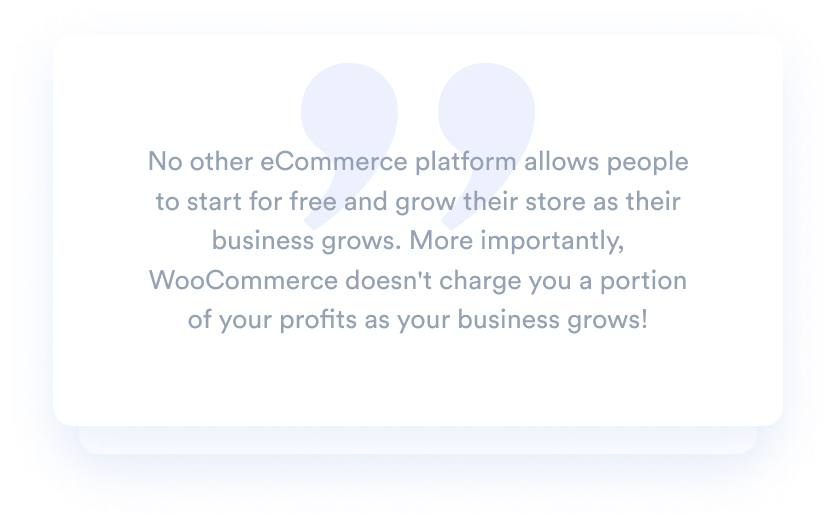 No other eCommerce platform allows people
to start for free and grow their store as their
business grows. More importantly,
WooCommerce doesn't charge you a portion
of your profits as your business grows!